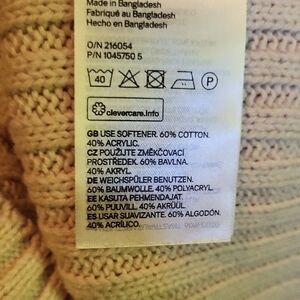 Made in Bangladesh
Fabriqué au Bangladesh
Hecho en Bangladesh
O/N 216054
P/N 1045750 5
40
P
clevercare.info
GB USE SOFTENER. 60% COTTON.
40% ACRYLIC.
CZ POUŽIJTE ZMĚKČOVACÍ
PROSTŘEDEK. 60% BAVLNA.
40% AKRYL.
DE WEICHSPÜLER BENUTZEN.
60% BAUMWOLLE. 40% POLYACRYL.
EE KASUTA PEHMENDAJAT.
60% PUUVILL. 40% AKRÜÜL.
ES USAR SUAVIZANTE. 60% ALGODÓN.
40% ACRÍLICO.